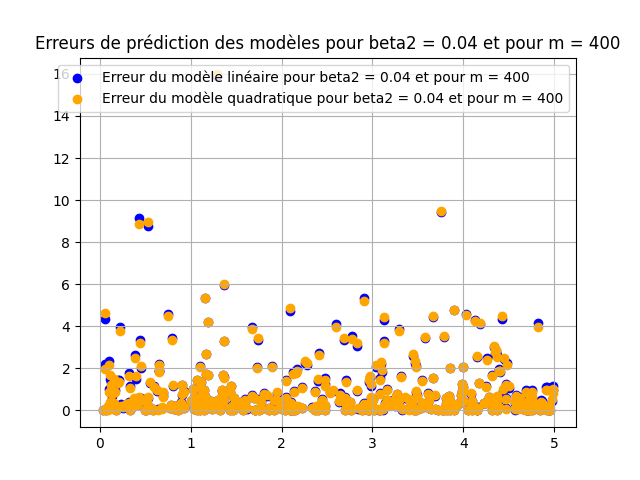 Erreurs de prédiction des modèles pour beta2 = 0.04 et pour m = 400
Erreur du modèle linéaire pour beta2 = 0.04 et pour m = 400
Erreur du modèle quadratique pour beta2 = 0.04 et pour m = 400
16
14
12
10
8
6
4
2
0
0 1 2 3 4 5